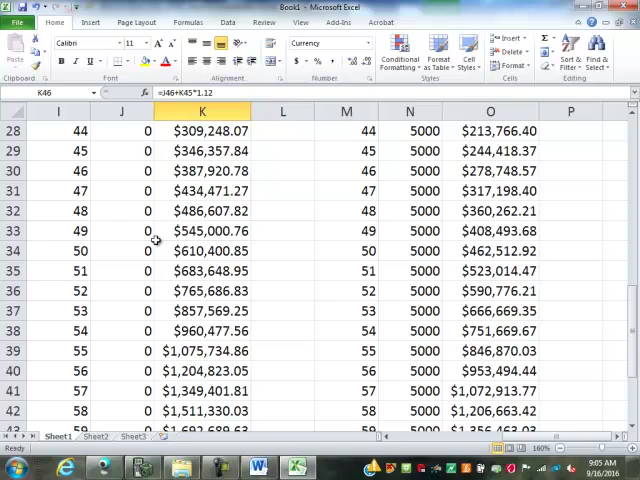 Book1 - Microsoft Excel
File Home Insert Page Layout Formulas Data Review View Add-Ins Acrobat
Paste Calibri 11 Currency Conditional Formatting Format as Table Cell Styles Insert Delete Format Sort & Filter Find & Select
Clipboard Font Alignment Number Styles Cells Editing
K46 fx =J46+K45*1.12
I J K L M N O P
28 44 0 $309,248.07 44 5000 $213,766.40
29 45 0 $346,357.84 45 5000 $244,418.37
30 46 0 $387,920.78 46 5000 $278,748.57
31 47 0 $434,471.27 47 5000 $317,198.40
32 48 0 $486,607.82 48 5000 $360,262.21
33 49 0 $545,000.76 49 5000 $408,493.68
34 50 0 $610,400.85 50 5000 $462,512.92
35 51 0 $683,648.95 51 5000 $523,014.47
36 52 0 $765,686.83 52 5000 $590,776.21
37 53 0 $857,569.25 53 5000 $666,669.35
38 54 0 $960,477.56 54 5000 $751,669.67
39 55 0 $1,075,734.86 55 5000 $846,870.03
40 56 0 $1,204,823.05 56 5000 $953,494.44
41 57 0 $1,349,401.81 57 5000 $1,072,913.77
42 58 0 $1,511,330.03 58 5000 $1,206,663.42
43 59 0 $1,692,689.63 59 5000 $1,356,463.03
Sheet1 Sheet2 Sheet3
Ready 160%
9:05 AM
9/16/2016